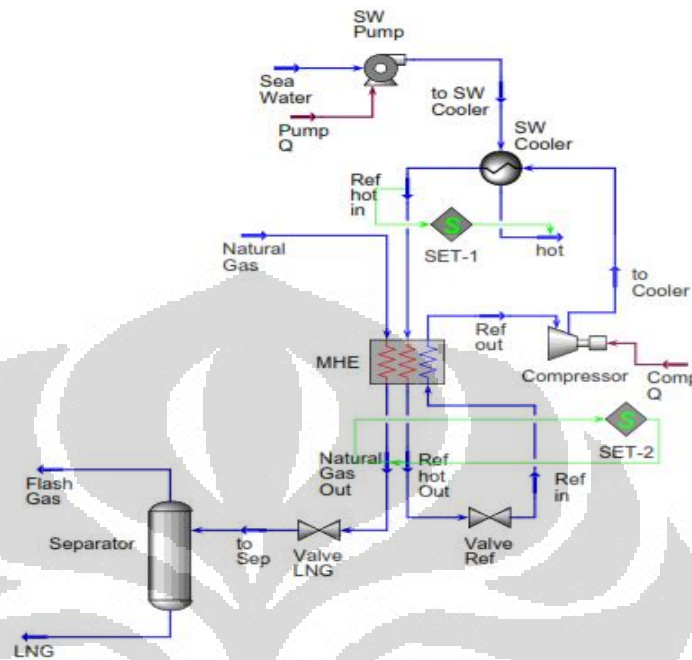 SW
Pump
Sea
Water
to SW
Cooler
Pump
Q
SW
Cooler
Ref
hot
in
S
SET-1
hot
Natural
Gas
to
Cooler
Ref
out
MHE
Compressor
Comp
Q
S
SET-2
Natural
Gas
Out
Ref
hot
Out
Ref
in
Flash
Gas
Separator
to
Sep
Valve
LNG
Valve
Ref
LNG